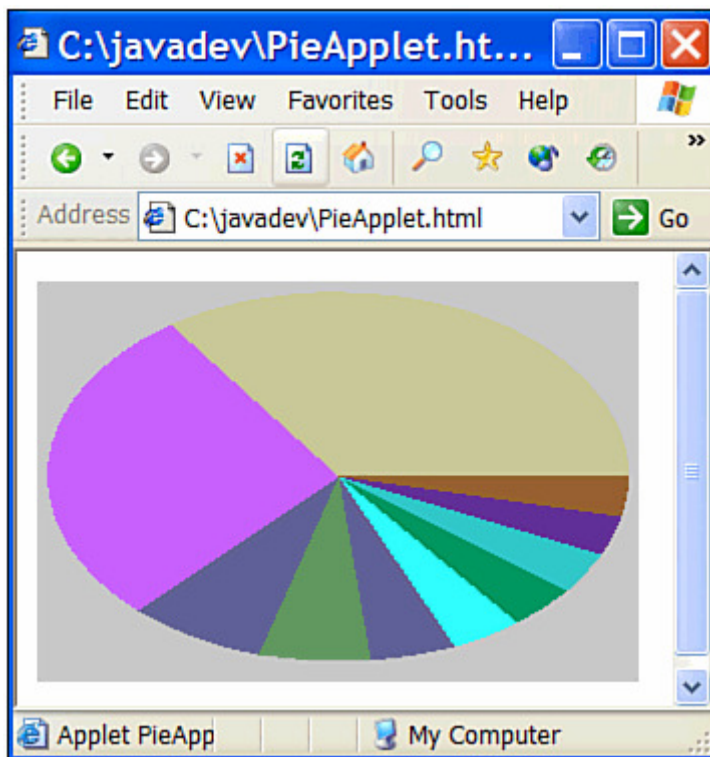 C:\javadev\PieApplet.ht...
File Edit View Favorites Tools Help
»
Address C:\javadev\PieApplet.html Go
Applet PieApp My Computer